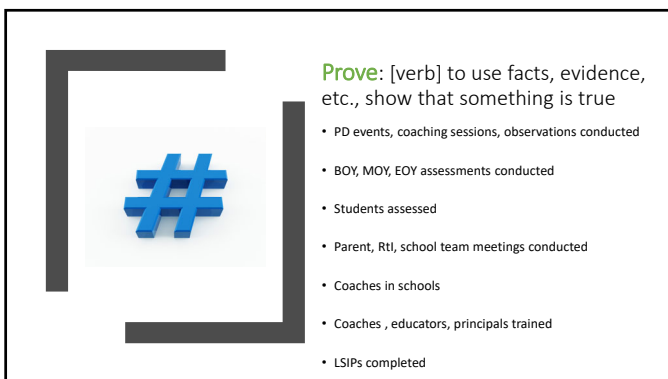 Prove: [verb] to use facts, evidence,
etc., show that something is true
• PD events, coaching sessions, observations conducted
• BOY, MOY, EOY assessments conducted
• Students assessed
• Parent, RtI, school team meetings conducted
• Coaches in schools
• Coaches , educators, principals trained
• LSIPs completed
#